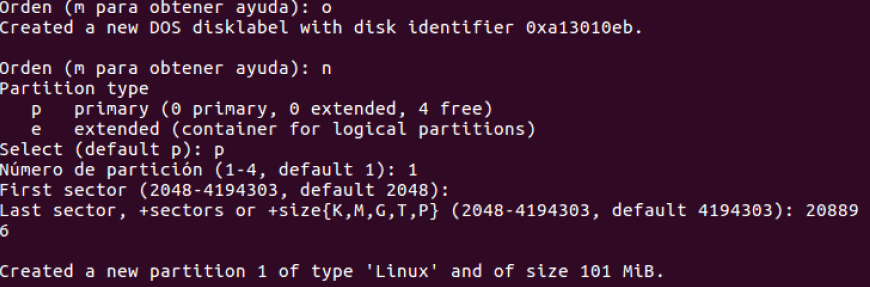 Orden (m para obtener ayuda): o
Created a new DOS disklabel with disk identifier 0xa13010eb.
Orden (m para obtener ayuda): n
Partition type
p   primary (0 primary, 0 extended, 4 free)
e   extended (container for logical partitions)
Select (default p): p
Número de partición (1-4, default 1): 1
First sector (2048-4194303, default 2048):
Last sector, +sectors or +size{K,M,G,T,P} (2048-4194303, default 4194303): 20889
6
Created a new partition 1 of type 'Linux' and of size 101 MiB.